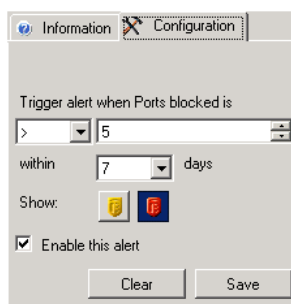 Information Configuration
Trigger alert when Ports blocked is
> 5
within 7 days
Show:
Enable this alert
Clear Save